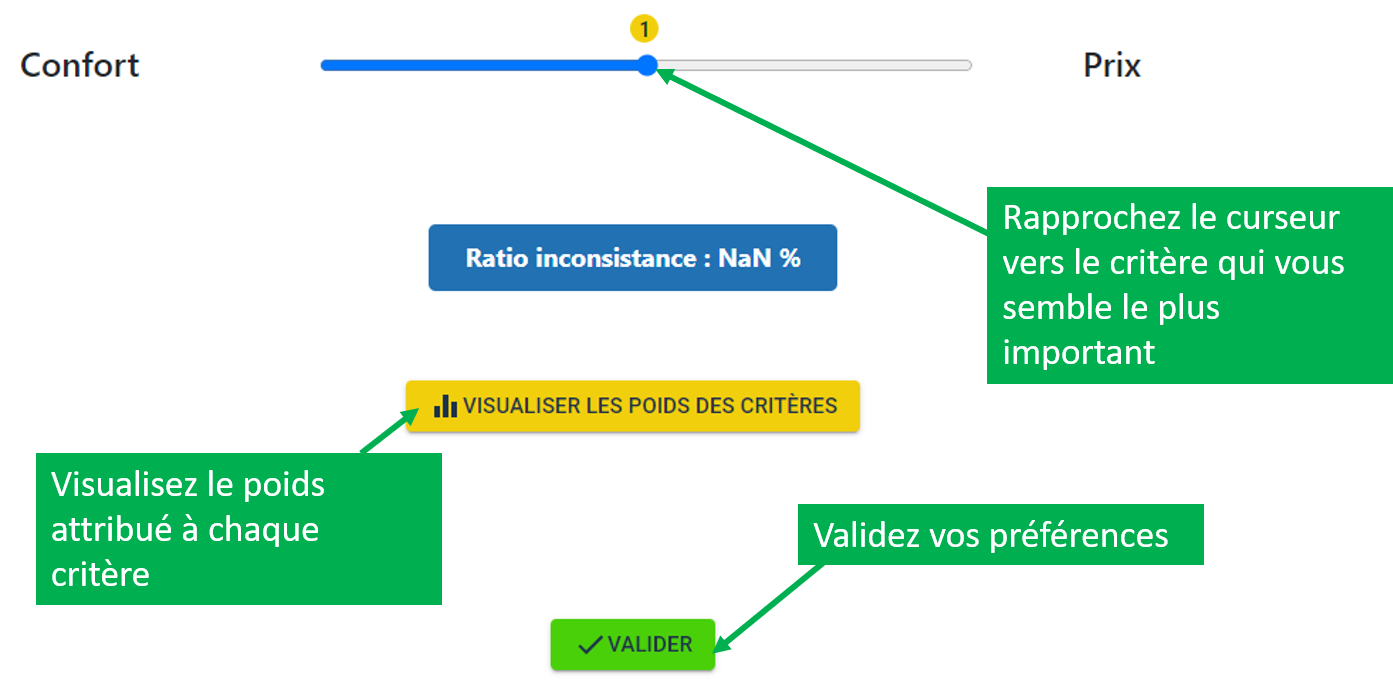 1
Confort
Prix
Rapprochez le curseur
vers le critère qui vous
semble le plus
important
Ratio inconsistance : NaN %
VISUALISER LES POIDS DES CRITÈRES
Visualisez le poids
attribué à chaque
critère
Validez vos préférences
VALIDER